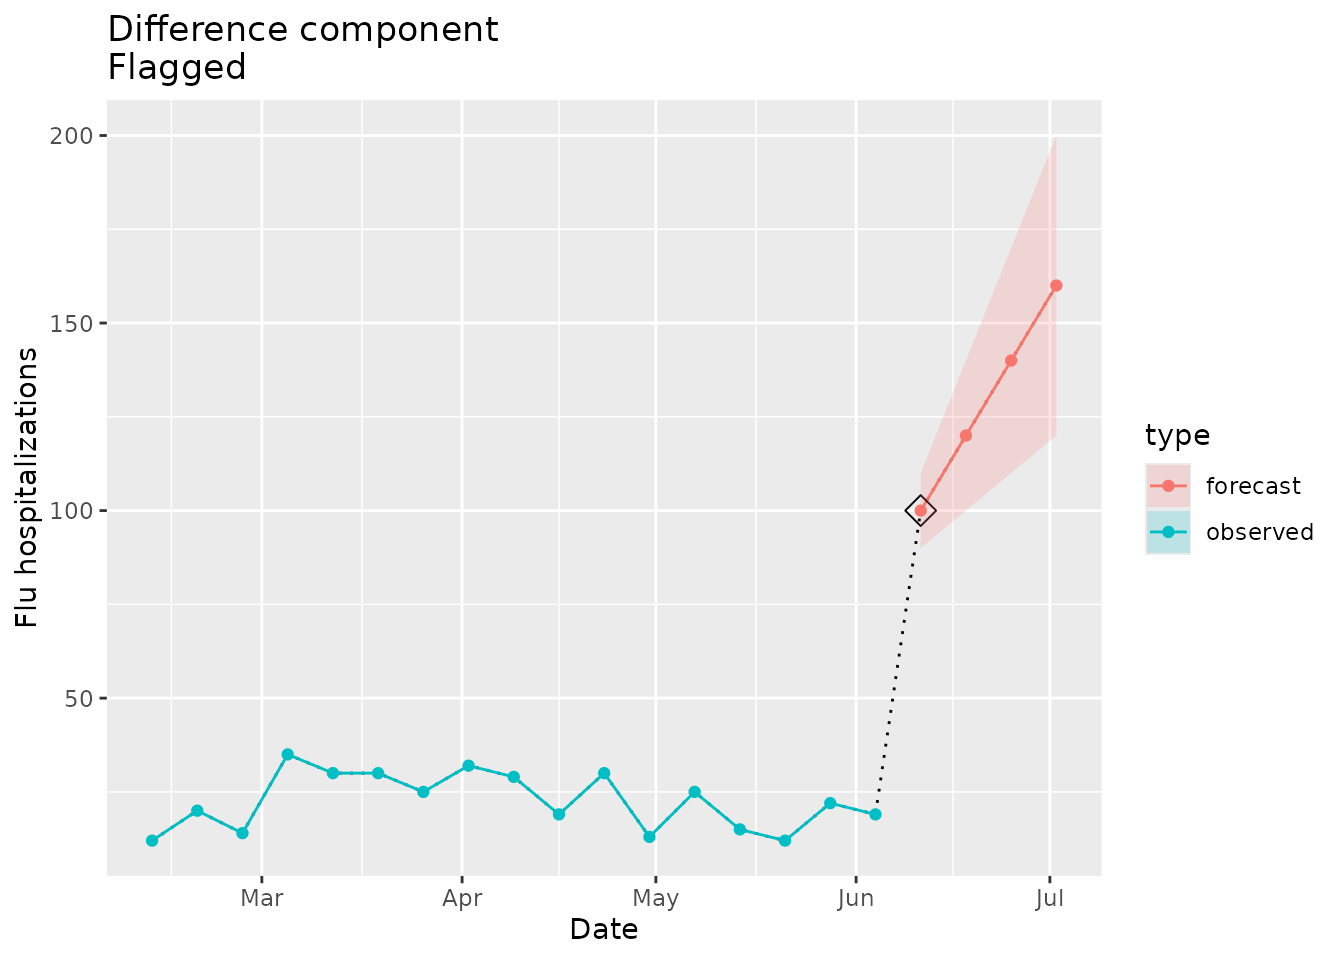 Difference component
Flagged
200
150
100
50
Flu hospitalizations
Mar Apr May Jun Jul
Date
type
forecast
observed